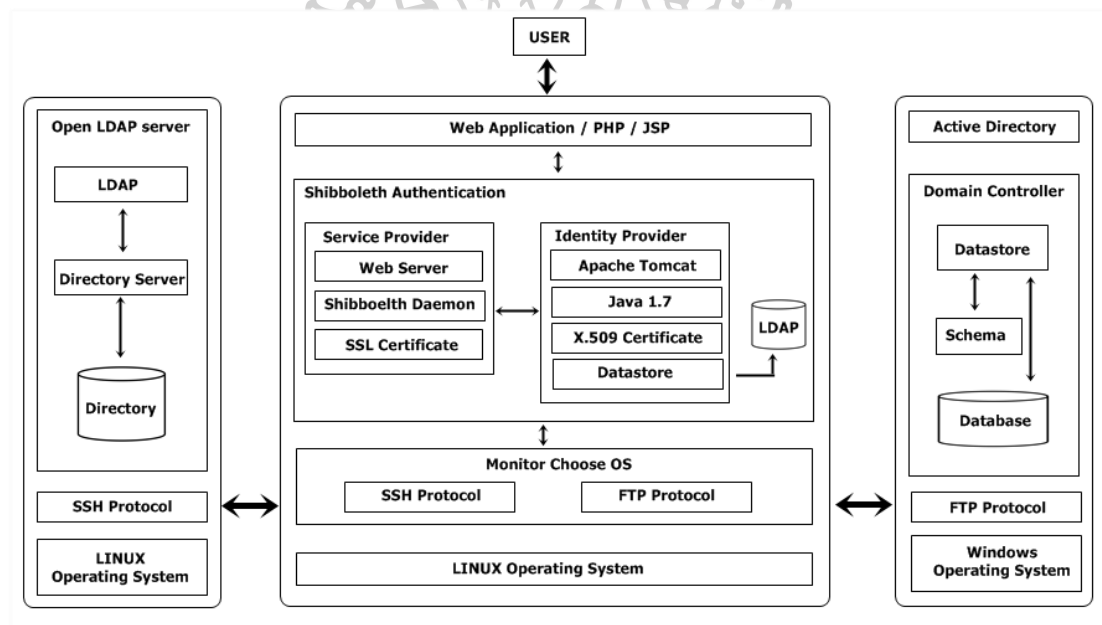 USER
Open LDAP server
LDAP
Directory Server
Directory
SSH Protocol
LINUX
Operating System
Web Application / PHP / JSP
Shibboleth Authentication
Service Provider
Web Server
Shibboelth Daemon
SSL Certificate
Identity Provider
Apache Tomcat
Java 1.7
X.509 Certificate
Datastore
LDAP
Monitor Choose OS
SSH Protocol
FTP Protocol
LINUX Operating System
Active Directory
Domain Controller
Datastore
Schema
Database
FTP Protocol
Windows
Operating System